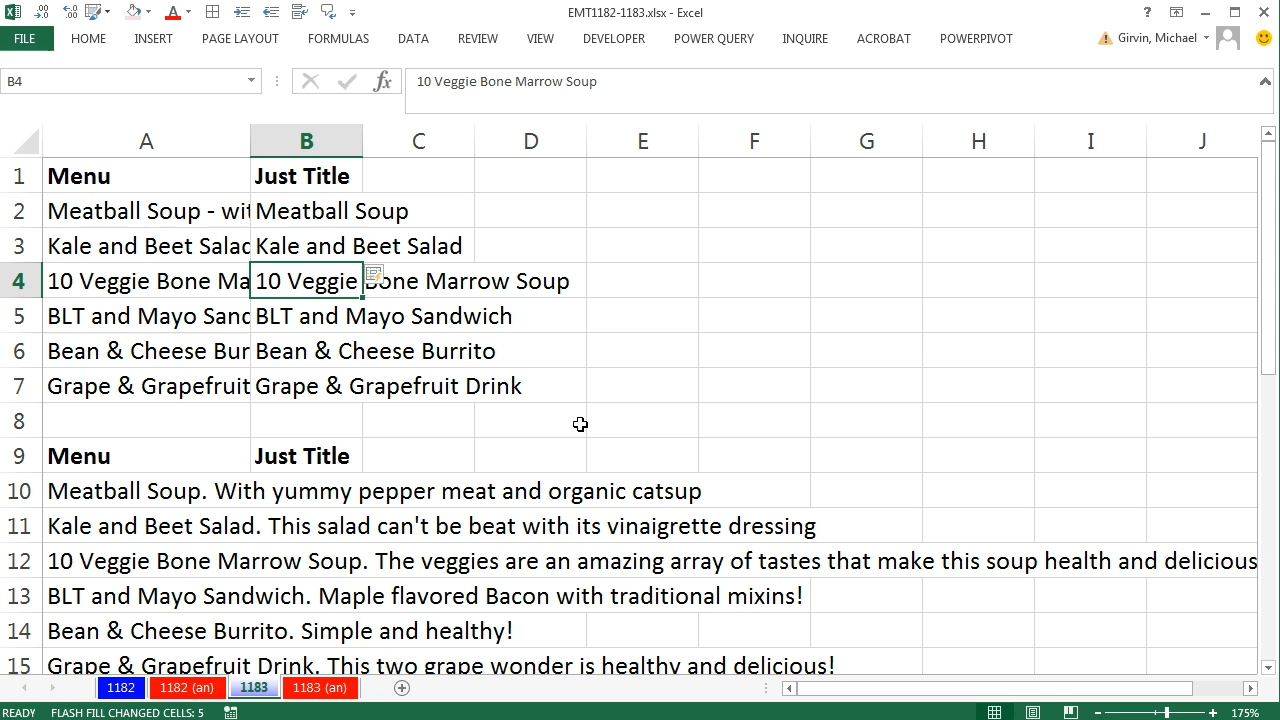 EMT1182-1183.xlsx - Excel
FILE HOME INSERT PAGE LAYOUT FORMULAS DATA REVIEW VIEW DEVELOPER POWER QUERY INQUIRE ACROBAT POWERPIVOT Girvin, Michael
B4 fx 10 Veggie Bone Marrow Soup
A B C D E F G H I J
1 Menu Just Title
2 Meatball Soup - wit Meatball Soup
3 Kale and Beet Salad Kale and Beet Salad
4 10 Veggie Bone Ma 10 Veggie Bone Marrow Soup
5 BLT and Mayo Sand BLT and Mayo Sandwich
6 Bean & Cheese Bur Bean & Cheese Burrito
7 Grape & Grapefruit Grape & Grapefruit Drink
8
9 Menu Just Title
10 Meatball Soup. With yummy pepper meat and organic catsup
11 Kale and Beet Salad. This salad can't be beat with its vinaigrette dressing
12 10 Veggie Bone Marrow Soup. The veggies are an amazing array of tastes that make this soup health and delicious
13 BLT and Mayo Sandwich. Maple flavored Bacon with traditional mixins!
14 Bean & Cheese Burrito. Simple and healthy!
15 Grape & Grapefruit Drink. This two grape wonder is healthy and delicious!
1182 1182 (an) 1183 1183 (an)
READY FLASH FILL CHANGED CELLS: 5 175%